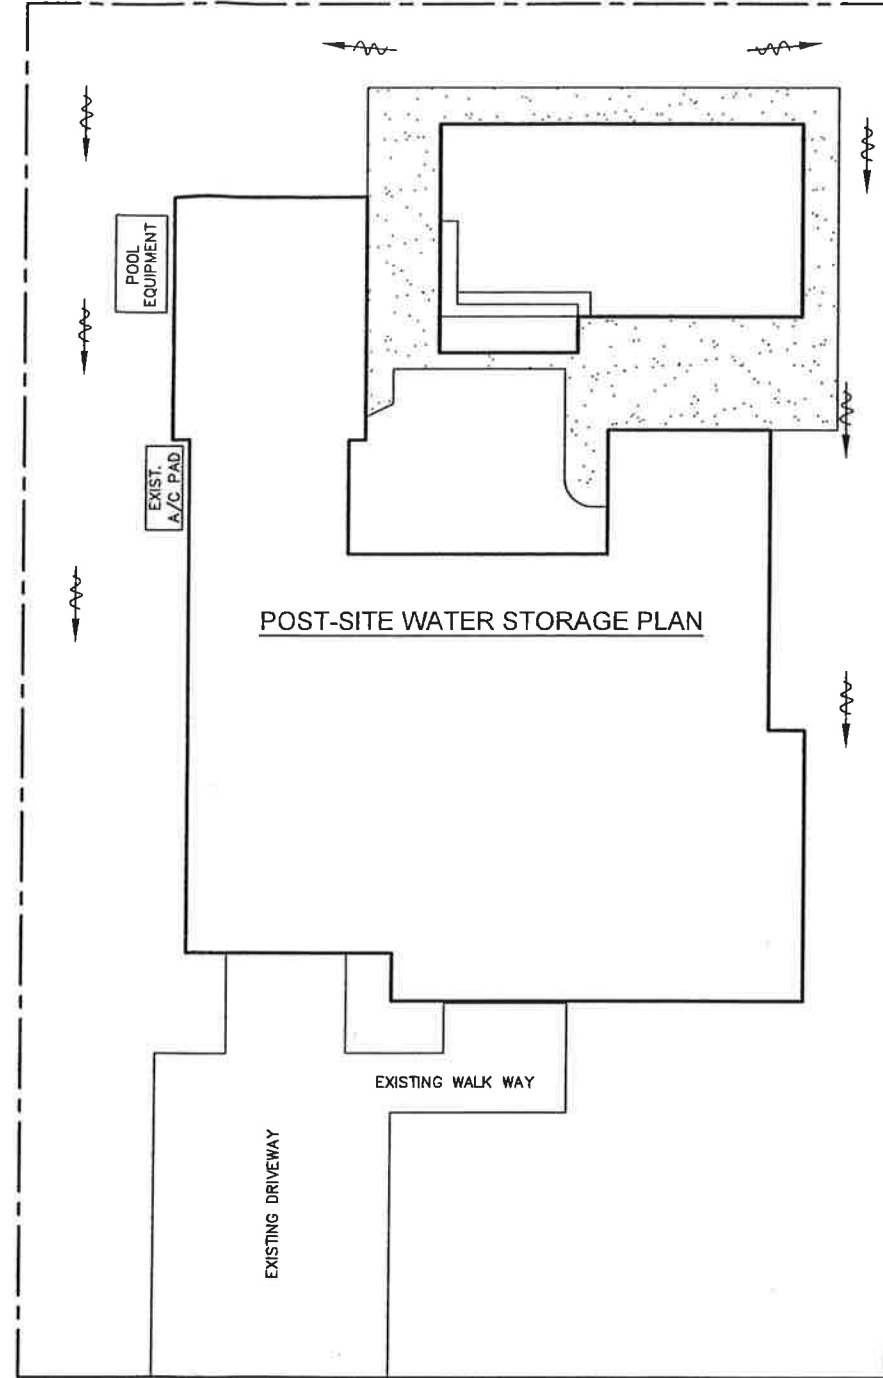 POOL
EQUIPMENT
EXIST.
A/C PAD
POST-SITE WATER STORAGE PLAN
EXISTING WALK WAY
EXISTING DRIVEWAY